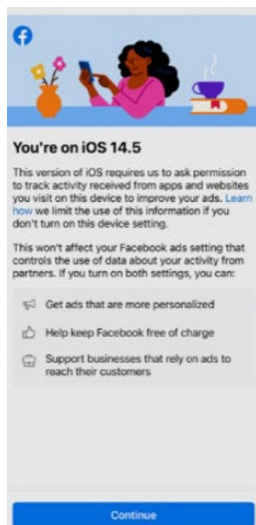 You're on iOS 14.5
This version of iOS requires us to ask permission
to track activity received from apps and websites
you visit on this device to improve your ads. Learn
how we limit the use of this information if you
don't turn on this device setting.
This won't affect your Facebook ads setting that
controls the use of data about your activity from
partners. If you turn on both settings, you can:
Get ads that are more personalized
Help keep Facebook free of charge
Support businesses that rely on ads to
reach their customers
Continue